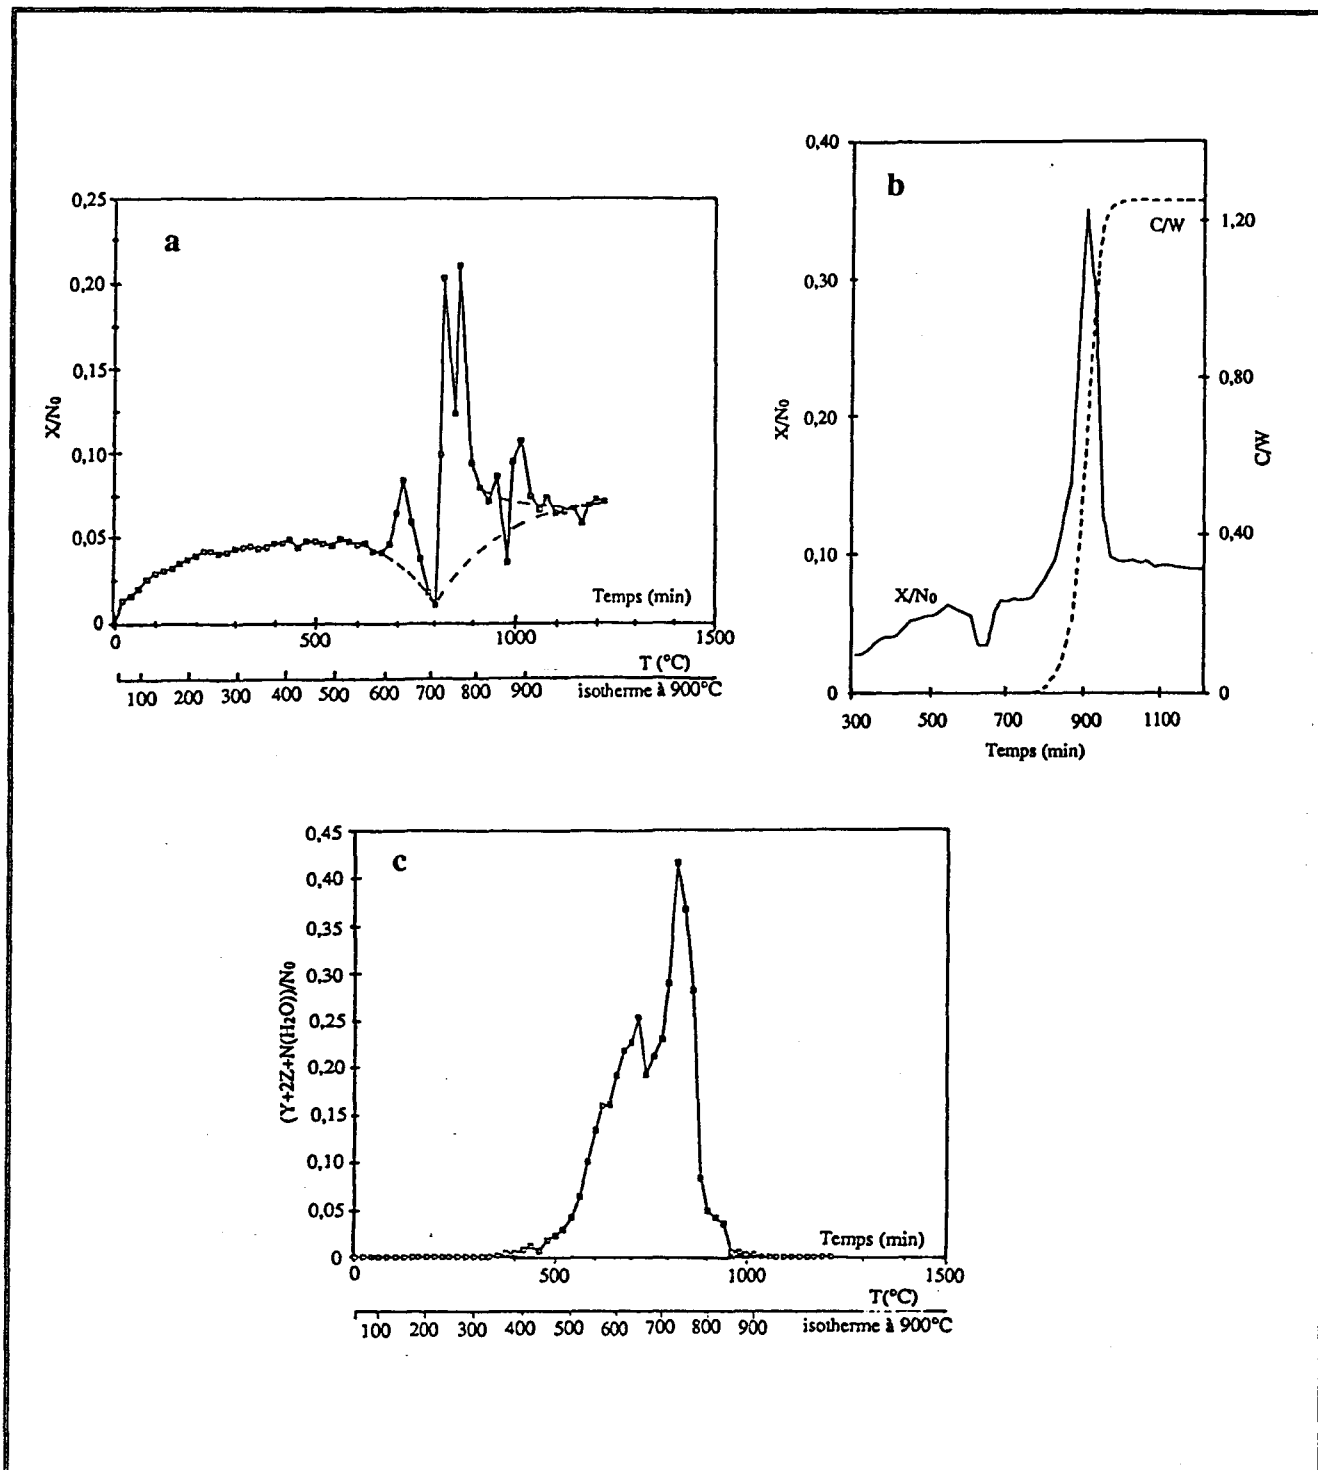 a
0,25
0,20
0,15
0,10
0,05
0
X/N0
Temps (min)
0 500 1000 1500
T (°C)
100 200 300 400 500 600 700 800 900 isotherme à 900°C
b
0,40
0,30
0,20
0,10
0
X/N0
C/W
1,20
0,80
0,40
0
C/W
X/N0
300 500 700 900 1100
Temps (min)
c
0,45
0,40
0,35
0,30
0,25
0,20
0,15
0,10
0,05
0
(Y+2Z+N(H2O))/N0
Temps (min)
0 500 1000 1500
T(°C)
100 200 300 400 500 600 700 800 900 isotherme à 900°C